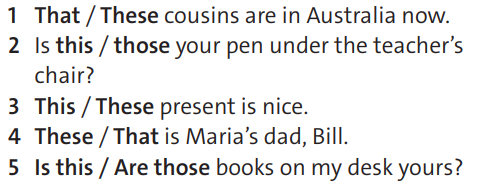 1 That / These cousins are in Australia now.
2 Is this / those your pen under the teacher's
chair?
3 This / These present is nice.
4 These / That is Maria's dad, Bill.
5 Is this / Are those books on my desk yours?